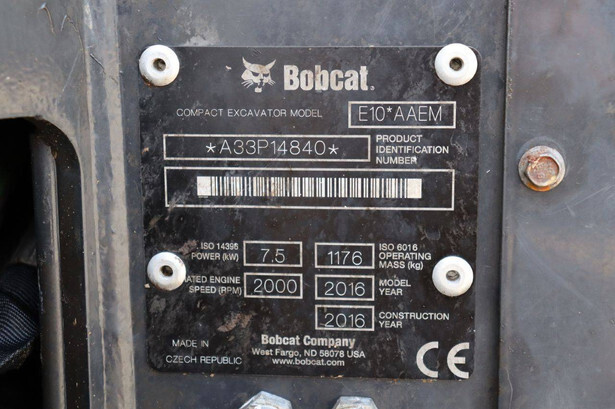 Bobcat.
COMPACT EXCAVATOR MODEL E10*AAEM
*A33P14840* PRODUCT IDENTIFICATION NUMBER
ISO 14396 POWER (kW) 7.5 1176 ISO 6016 OPERATING MASS (kg)
ENGINE SPEED (RPM) 2000 2016 MODEL YEAR
2016 CONSTRUCTION YEAR
MADE IN CZECH REPUBLIC
Bobcat Company
West Fargo, ND 58078 USA
www.bobcat.com
CE